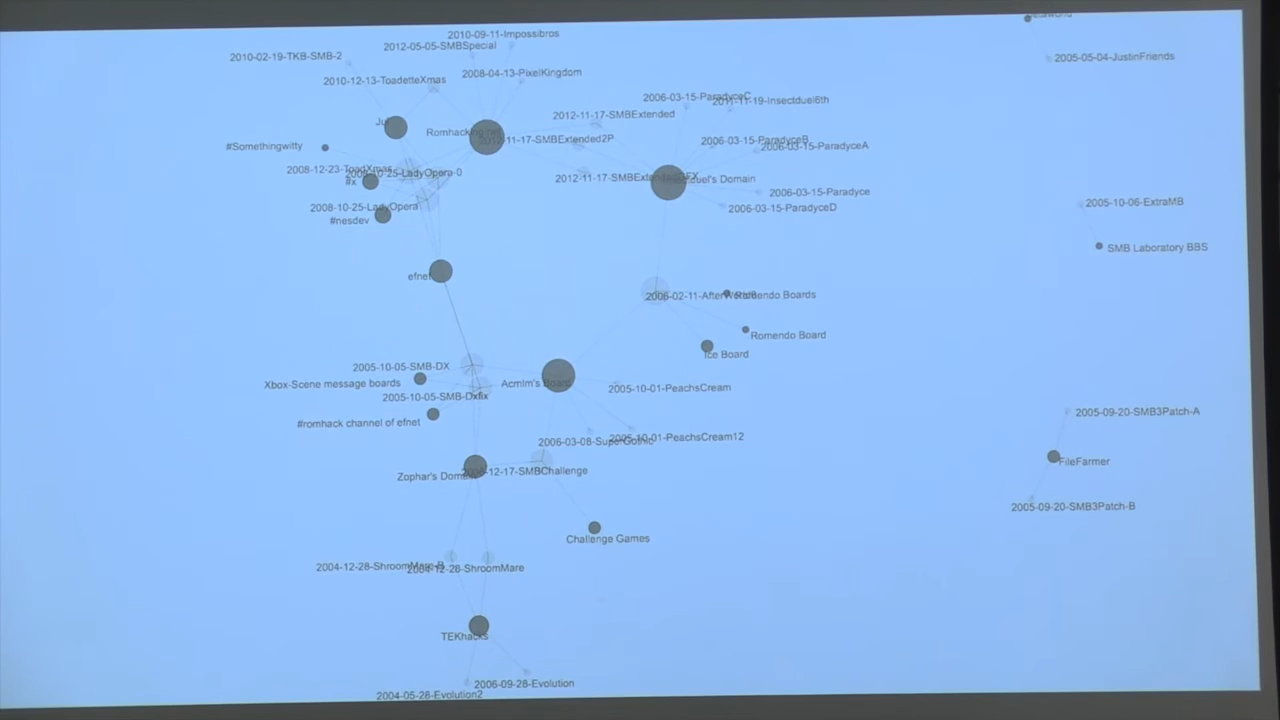 2010-09-11-Impossibros
2012-05-05-SMBSpecial
2010-02-19-TKB-SMB-2
2005-05-04-JustinFriends
2008-04-13-PixelKingdom
2010-12-13-ToadetteXmas
2006-03-15-ParadyceC
2011-11-19-Insectduel6th
2012-11-17-SMBExtended
Romhacking.net
2012-11-17-SMBExtended2P
2006-03-15-ParadyceB
2006-03-15-ParadyceA
#Somethingwitty
2008-12-23-ToadXmas
2008-10-25-LadyOpera-0
#x
Domain
2006-03-15-Paradyce
2008-10-25-LadyOpera
2006-03-15-ParadyceD
2005-10-06-ExtraMB
#nesdev
SMB Laboratory BBS
efnet
Romendo Boards
Romendo Board
Ice Board
2005-10-05-SMB-DX
Xbox-Scene message boards
Acmlm's Board
2005-10-01-PeachsCream
2005-10-05-SMB-Dxfix
#romhack channel of efnet
2005-10-01-PeachsCream12
2005-09-20-SMB3Patch-A
FileFarmer
Zophar's Domain
2005-09-20-SMB3Patch-B
Challenge Games
2004-12-28-ShroomMare
TEKhacks
2006-09-28-Evolution
2004-05-28-Evolution2